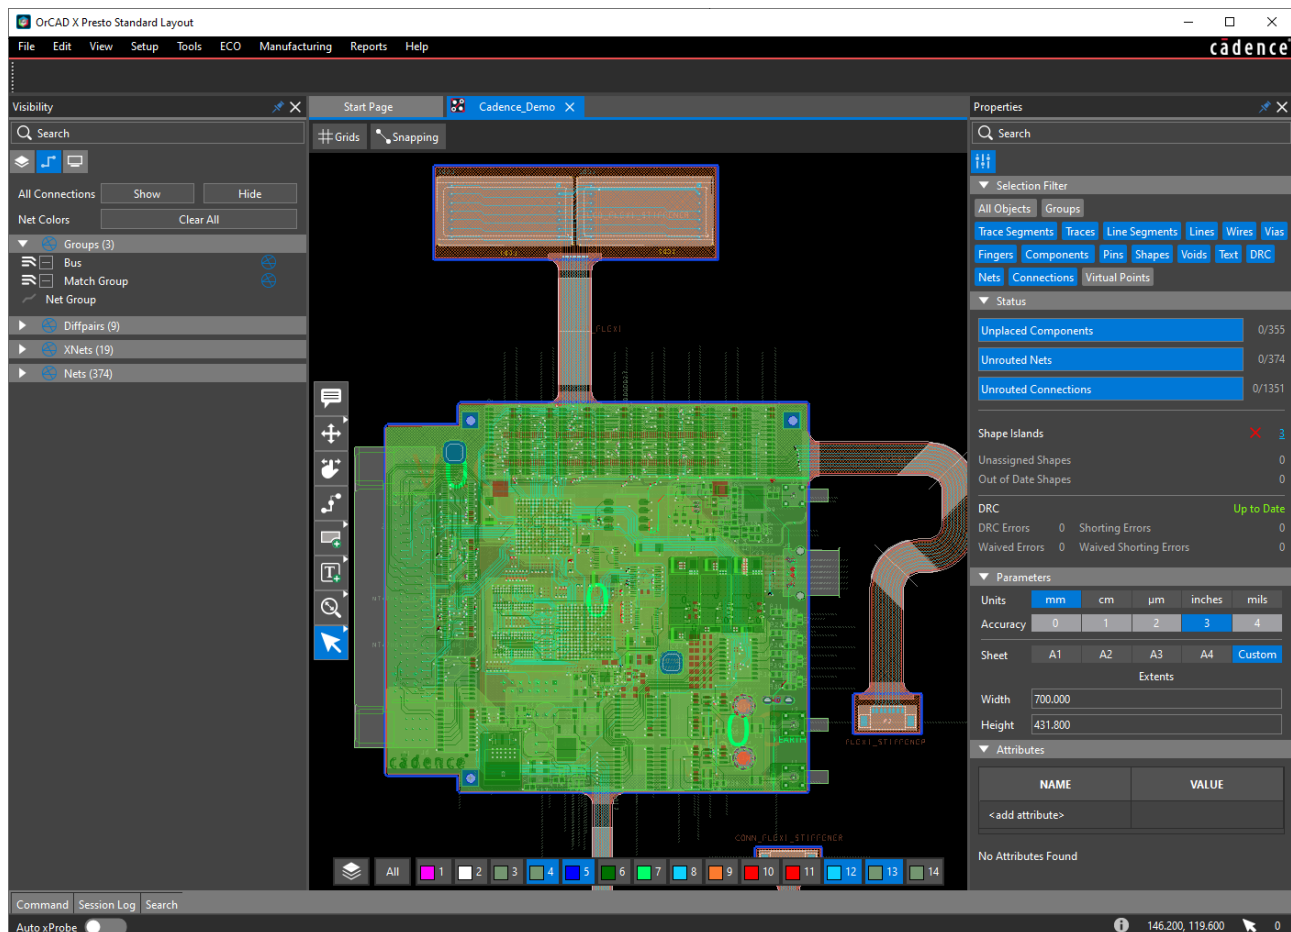 OrCAD X Presto Standard Layout
File Edit View Setup Tools ECO Manufacturing Reports Help
cādence
Visibility
Search
All Connections Show Hide
Net Colors Clear All
Groups (3)
Bus
Match Group
Net Group
Diffpairs (9)
XNets (19)
Nets (374)
Start Page Cadence_Demo
Grids Snapping
FLEXI_STIFFENER
CONN_FLEXI_STIFFENER
cādence
All 1 2 3 4 5 6 7 8 9 10 11 12 13 14
Properties
Search
Selection Filter
All Objects Groups
Trace Segments Traces Line Segments Lines Wires Vias
Fingers Components Pins Shapes Voids Text DRC
Nets Connections Virtual Points
Status
Unplaced Components 0/355
Unrouted Nets 0/374
Unrouted Connections 0/1351
Shape Islands 3
Unassigned Shapes 0
Out of Date Shapes 0
DRC Up to Date
DRC Errors 0 Shorting Errors 0
Waived Errors 0 Waived Shorting Errors 0
Parameters
Units mm cm µm inches mils
Accuracy 0 1 2 3 4
Sheet A1 A2 A3 A4 Custom
Extents
Width 700.000
Height 431.800
Attributes
NAME VALUE
<add attribute>
No Attributes Found
Command Session Log Search
Auto xProbe 146.200, 119.600 0